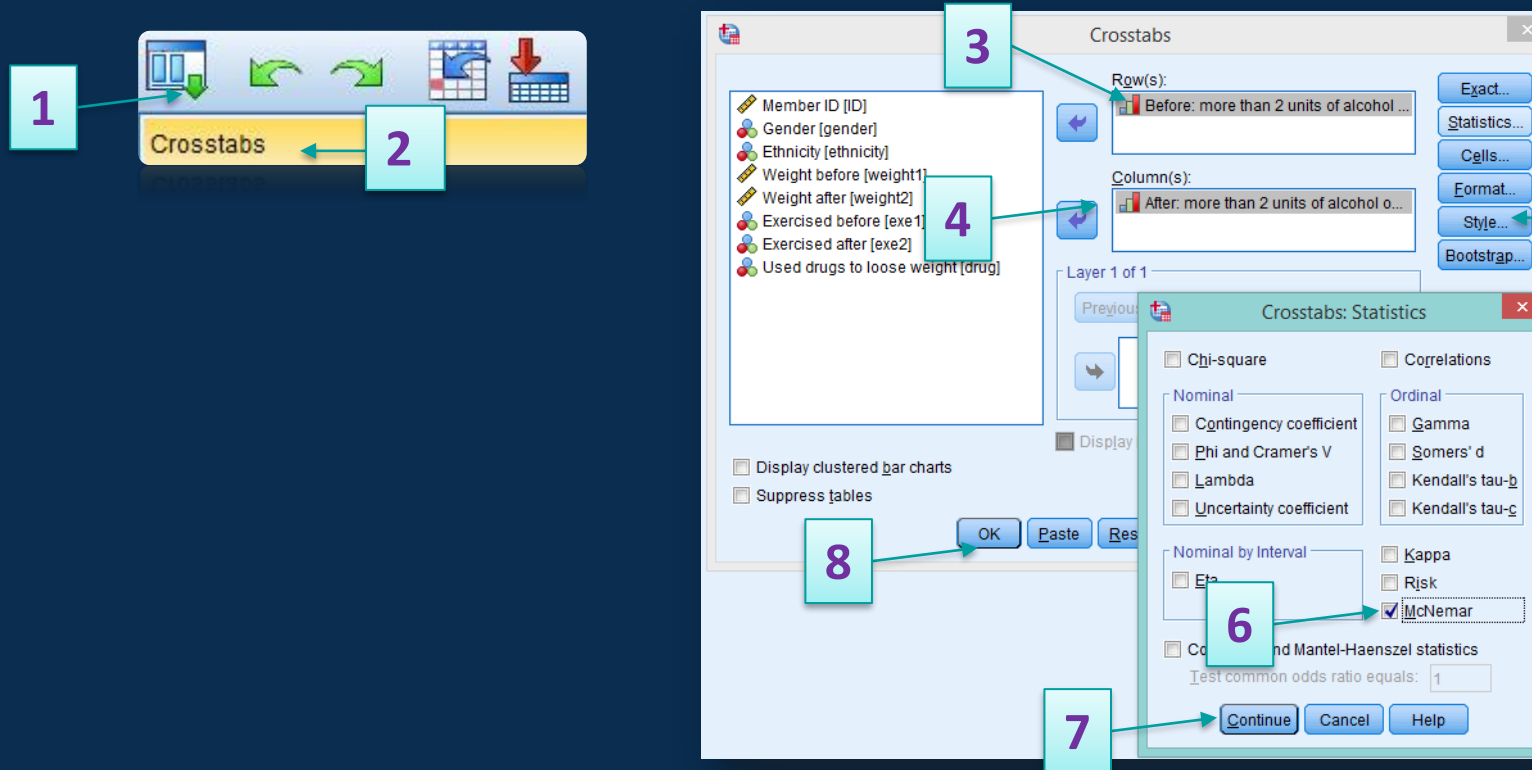 1
Crosstabs
2
3
Crosstabs
Member ID [ID]
Gender [gender]
Ethnicity [ethnicity]
Weight before [weight1]
Weight after [weight2]
Exercised before [exe1]
Exercised after [exe2]
Used drugs to loose weight [drug]
4
Row(s):
Before: more than 2 units of alcohol ...
Column(s):
After: more than 2 units of alcohol o...
Layer 1 of 1
Previou
Display
Exact...
Statistics...
Cells...
Format...
Style...
Bootstrap...
Display clustered bar charts
Suppress tables
OK
Paste
Res
8
Crosstabs: Statistics
Chi-square
Correlations
Nominal
Contingency coefficient
Phi and Cramer's V
Lambda
Uncertainty coefficient
Ordinal
Gamma
Somers' d
Kendall's tau-b
Kendall's tau-c
Nominal by Interval
Eta
Kappa
Risk
McNemar
6
Co nd Mantel-Haenszel statistics
Test common odds ratio equals: 1
7
Continue
Cancel
Help